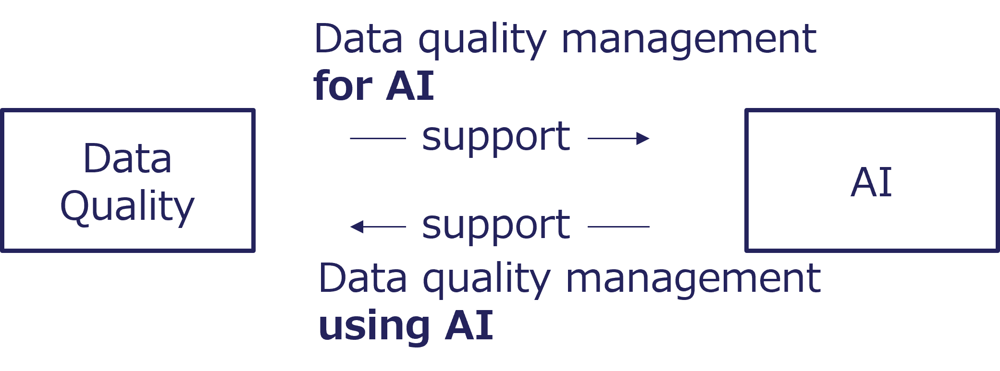 Data quality management
for AI
Data
Quality
support
AI
support
Data quality management
using AI